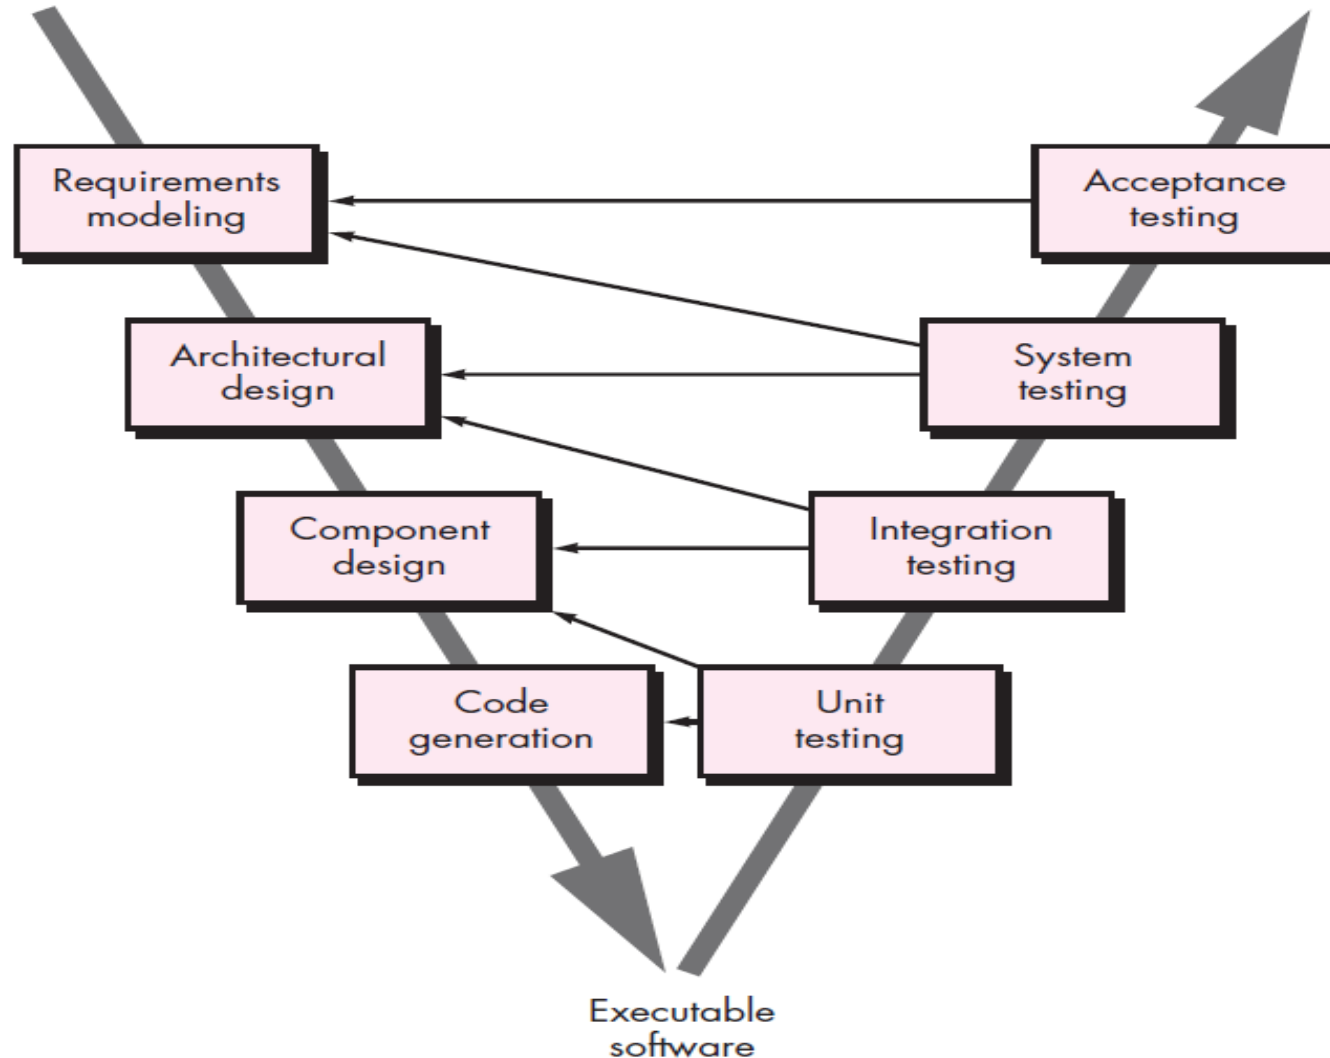 Requirements
modeling
Acceptance
testing
Architectural
design
System
testing
Component
design
Integration
testing
Code
generation
Unit
testing
Executable
software